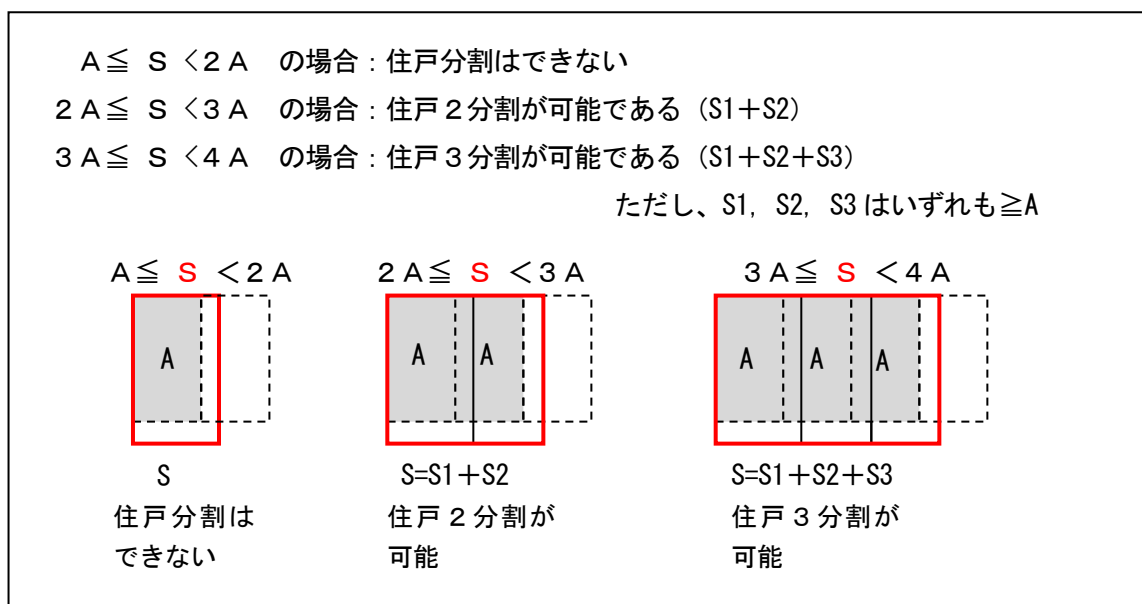 A≦ S <2A の場合：住戸分割はできない
2A≦ S <3A の場合：住戸２分割が可能である（S1＋S2）
3A≦ S <4A の場合：住戸３分割が可能である（S1＋S2＋S3）
ただし、S1, S2, S3はいずれも≧A
A≦ S <2A
2A≦ S <3A
3A≦ S <4A
A
A A
A A A
S
住戸分割は
できない
S=S1＋S2
住戸２分割が
可能
S=S1＋S2＋S3
住戸３分割が
可能